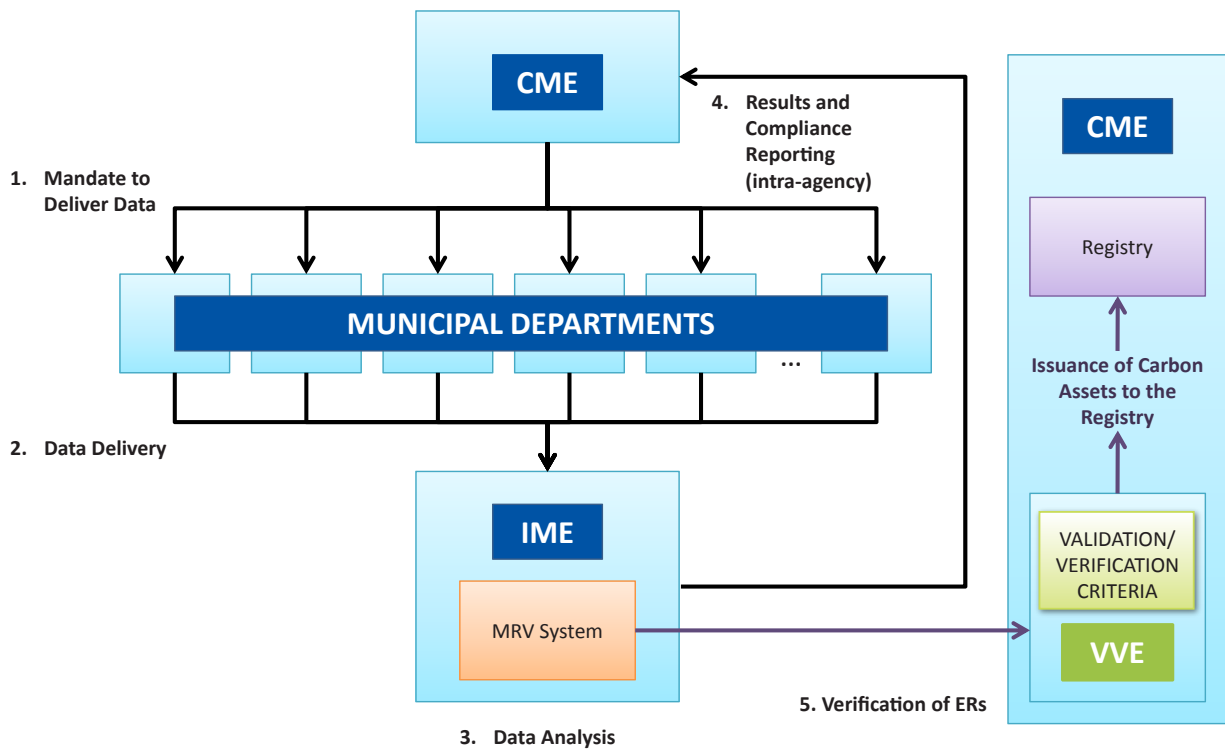 CME
4. Results and
Compliance
Reporting
(intra-agency)
CME
1. Mandate to
Deliver Data
Registry
MUNICIPAL DEPARTMENTS
...
Issuance of Carbon
Assets to the
Registry
2. Data Delivery
IME
MRV System
VALIDATION/
VERIFICATION
CRITERIA
VVE
5. Verification of ERs
3. Data Analysis